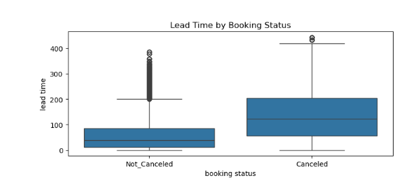 Lead Time by Booking Status
lead time
400
300
200
100
0
Not_Canceled
Canceled
booking status